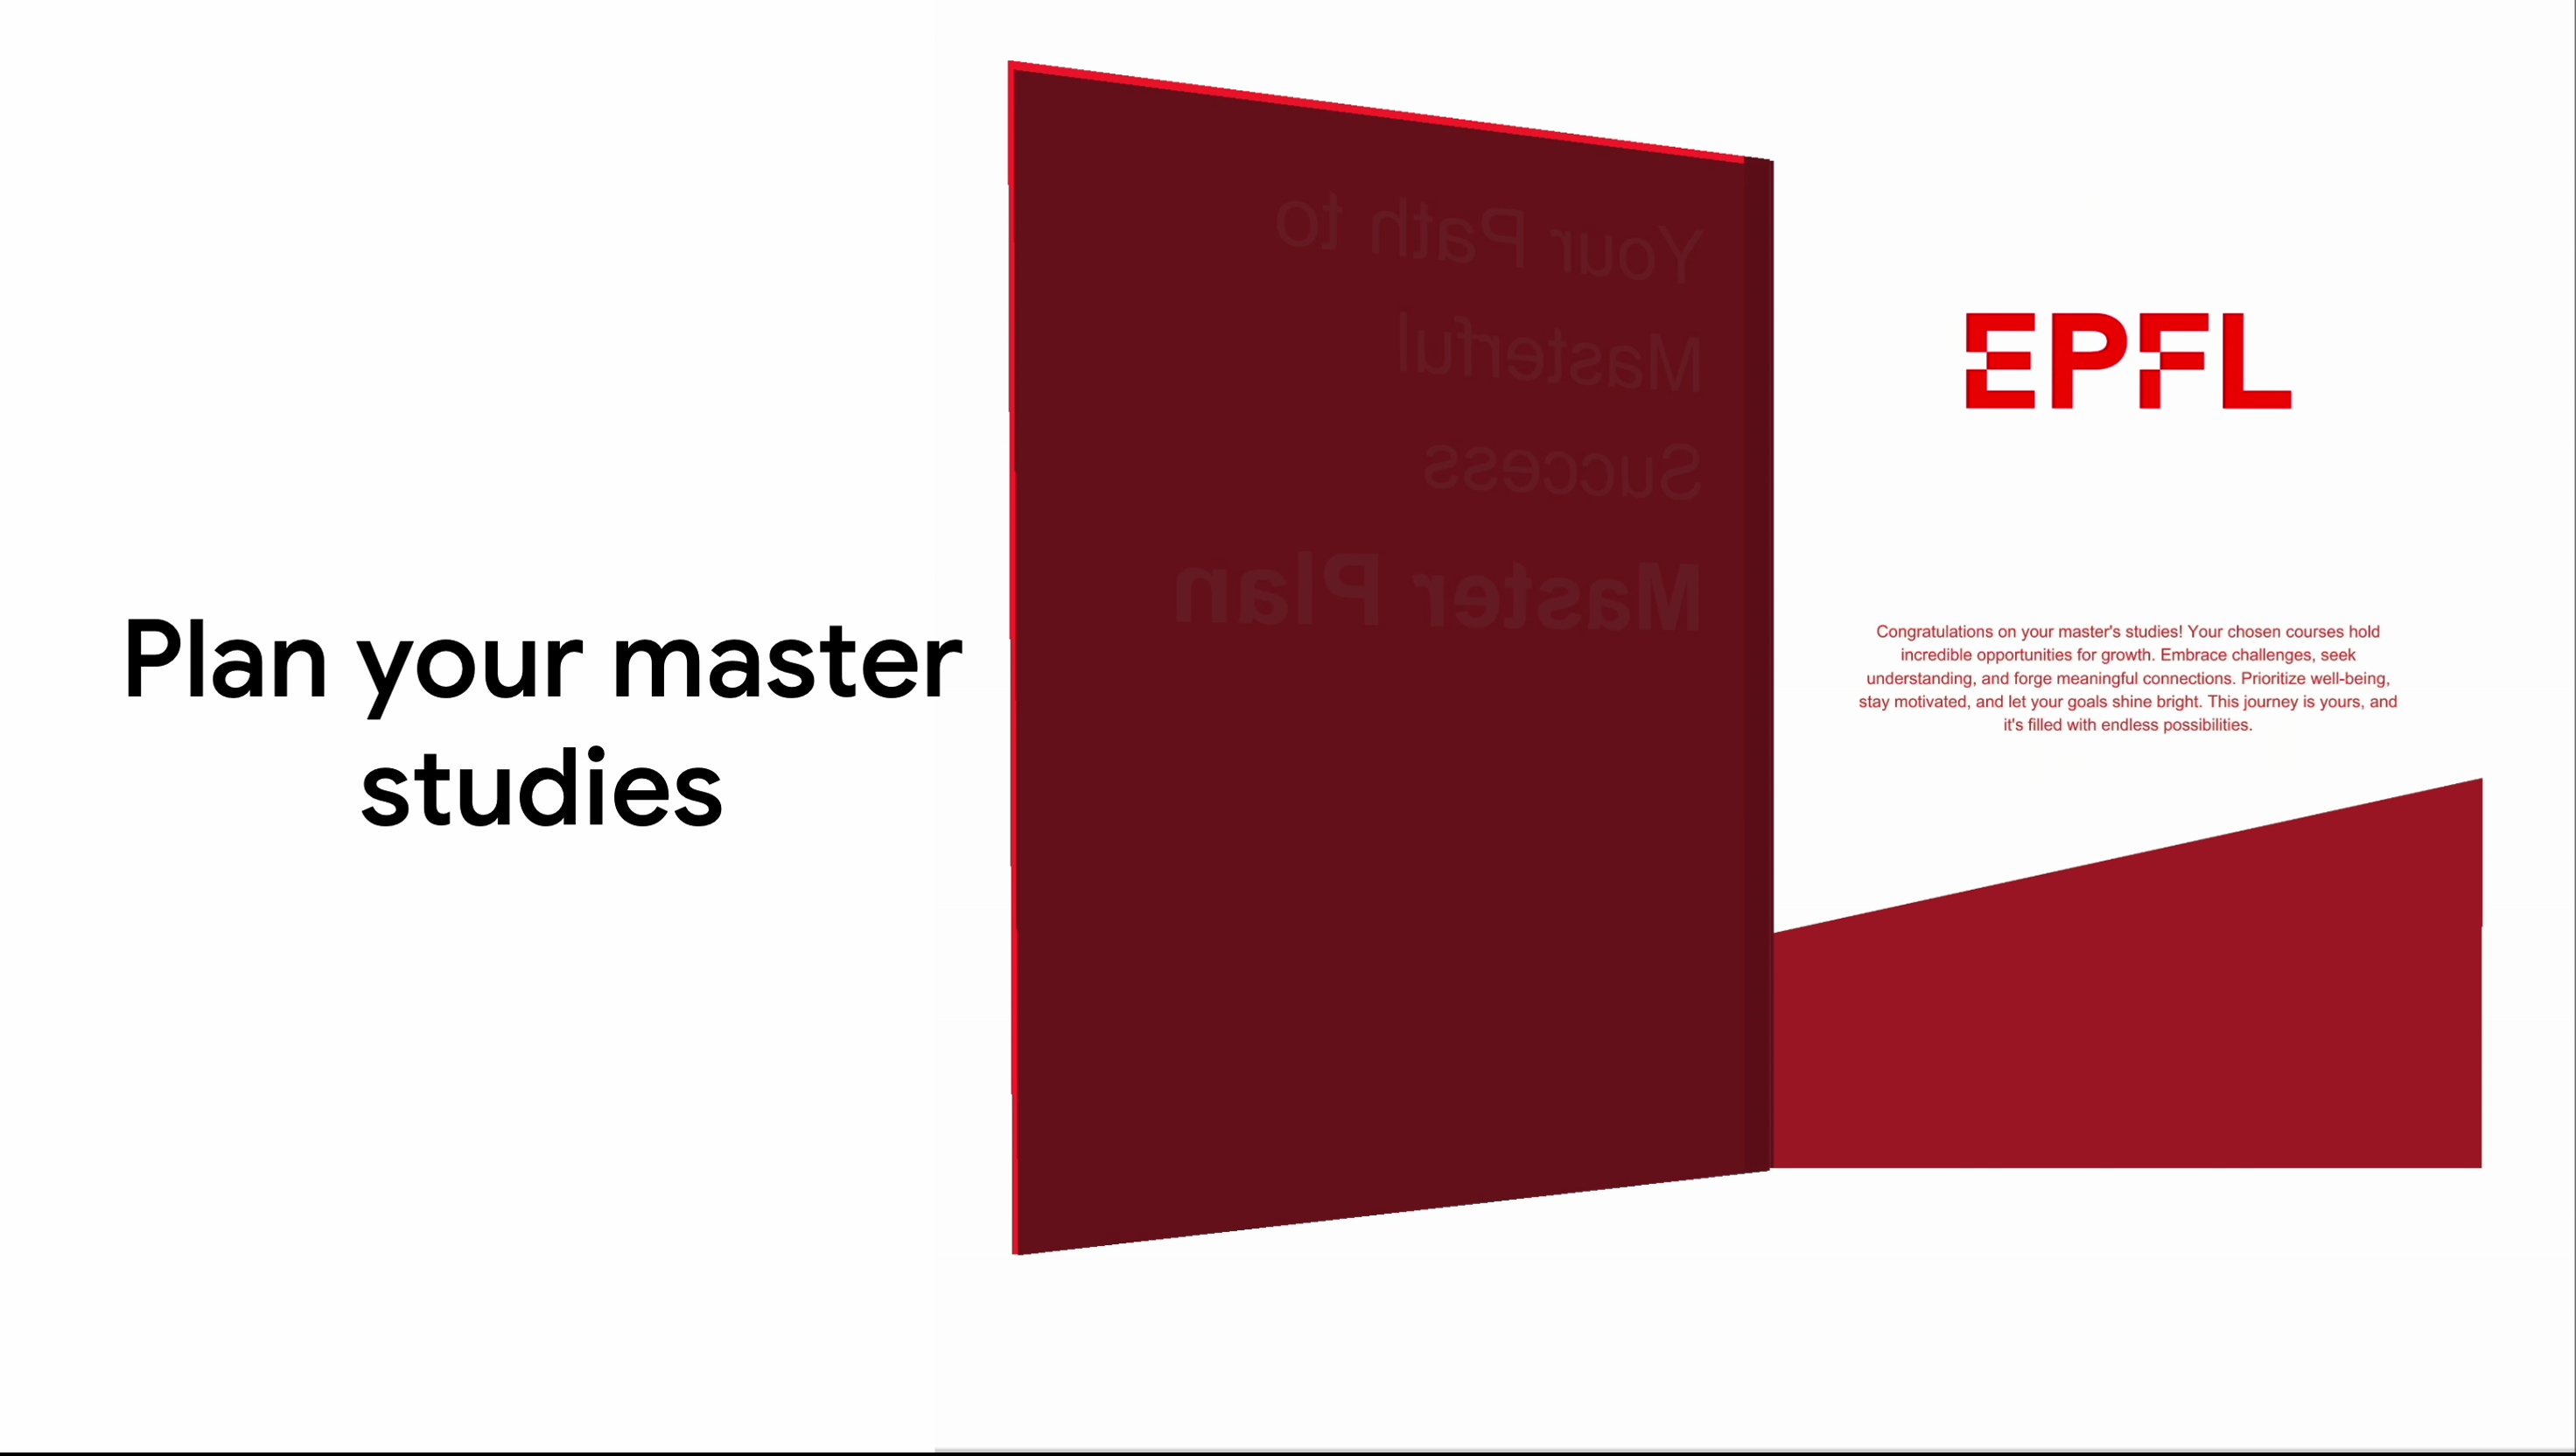 Plan your master
studies
Your Path to
Masterful
Success
Master Plan
EPFL
Congratulations on your master's studies! Your chosen courses hold
incredible opportunities for growth. Embrace challenges, seek
understanding, and forge meaningful connections. Prioritize well-being,
stay motivated, and let your goals shine bright. This journey is yours, and
it's filled with endless possibilities.